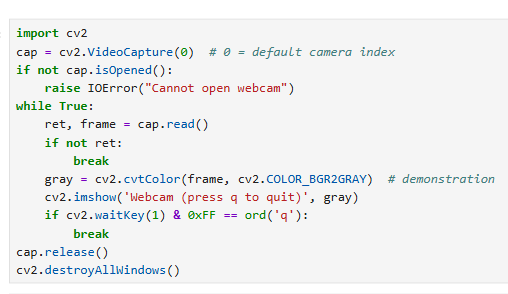 import cv2
cap = cv2.VideoCapture(0)  # 0 = default camera index
if not cap.isOpened():
    raise IOError("Cannot open webcam")
while True:
    ret, frame = cap.read()
    if not ret:
        break
    gray = cv2.cvtColor(frame, cv2.COLOR_BGR2GRAY)  # demonstration
    cv2.imshow('Webcam (press q to quit)', gray)
    if cv2.waitKey(1) & 0xFF == ord('q'):
        break
cap.release()
cv2.destroyAllWindows()